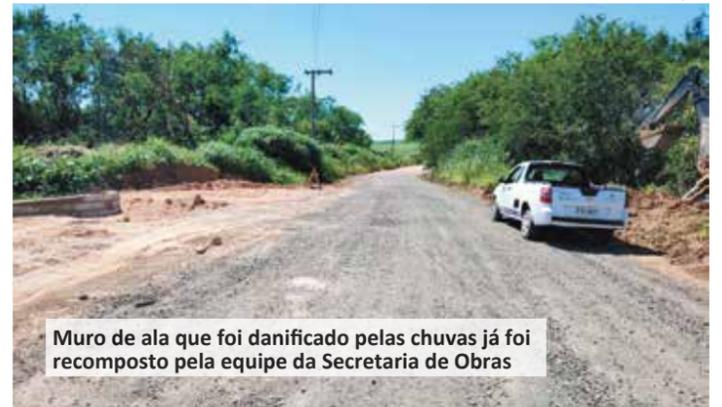 Muro de ala que foi danificado pelas chuvas já foi
recomposto pela equipe da Secretaria de Obras